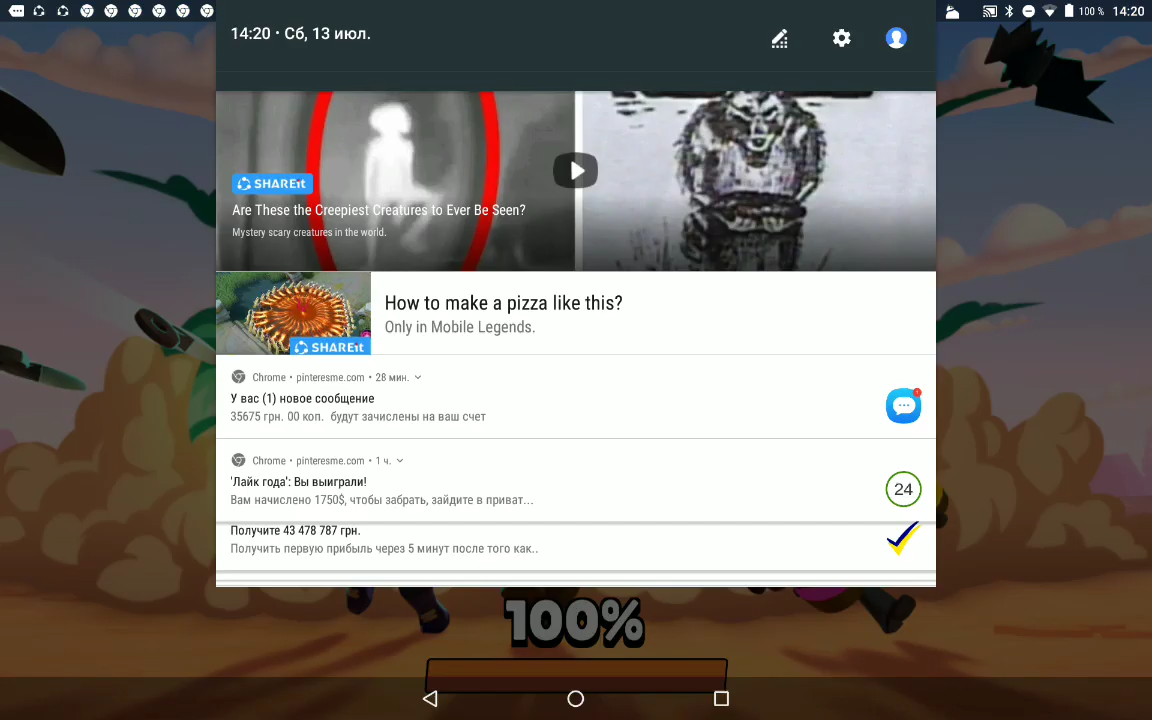 100 % 14:20
14:20 • Сб, 13 июл.
SHAREit
Are These the Creepiest Creatures to Ever Be Seen?
Mystery scary creatures in the world.
How to make a pizza like this?
Only in Mobile Legends.
SHAREit
Chrome • pinteresme.com • 28 мин.
У вас (1) новое сообщение
35675 грн. 00 коп. будут зачислены на ваш счет
Chrome • pinteresme.com • 1 ч.
'Лайк года': Вы выиграли!
Вам начислено 1750$, чтобы забрать, зайдите в приват...
24
Получите 43 478 787 грн.
Получить первую прибыль через 5 минут после того как..
100%